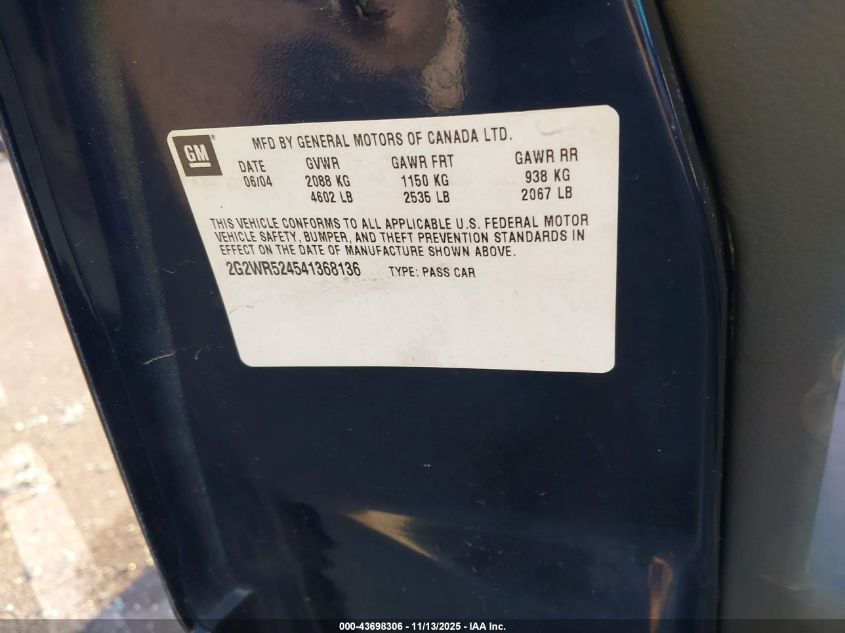 GM
MFD BY GENERAL MOTORS OF CANADA LTD.
DATE GVWR GAWR FRT GAWR RR
06/04 2088 KG 1150 KG 938 KG
4602 LB 2535 LB 2067 LB
THIS VEHICLE CONFORMS TO ALL APPLICABLE U.S. FEDERAL MOTOR
VEHICLE SAFETY, BUMPER, AND THEFT PREVENTION STANDARDS IN
EFFECT ON THE DATE OF MANUFACTURE SHOWN ABOVE.
2G2WR524541368136 TYPE: PASS CAR
000-43698306 - 11/13/2025 - IAA Inc.